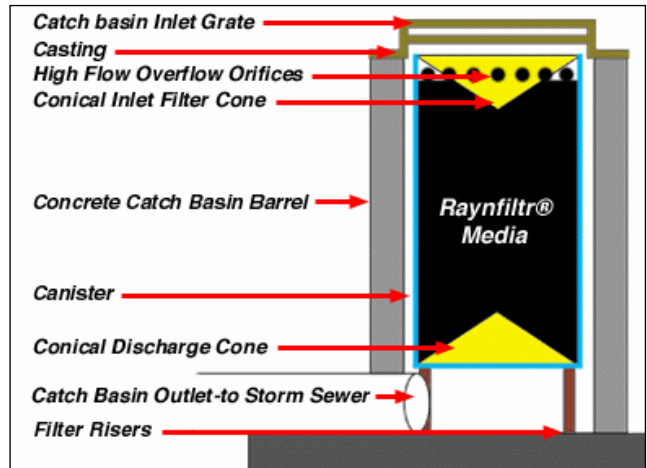 Catch basin Inlet Grate
Casting
High Flow Overflow Orifices
Conical Inlet Filter Cone
Concrete Catch Basin Barrel
Raynfiltr®
Media
Canister
Conical Discharge Cone
Catch Basin Outlet-to Storm Sewer
Filter Risers